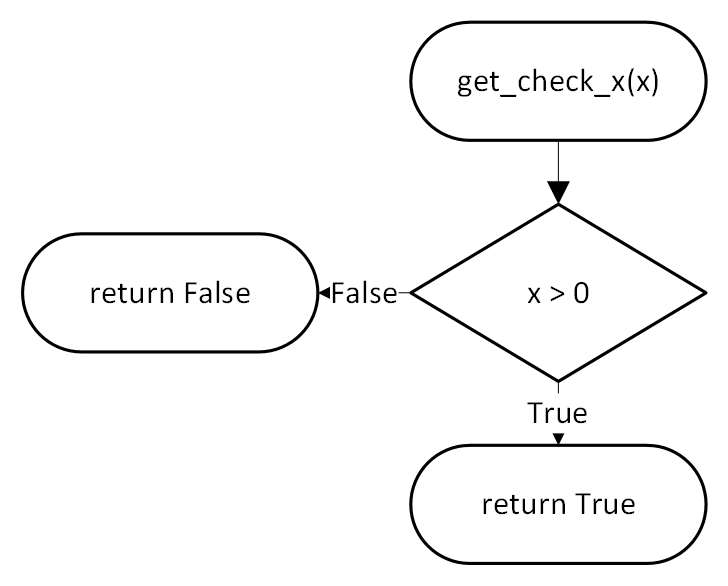 get_check_x(x)
x > 0
False
return False
True
return True